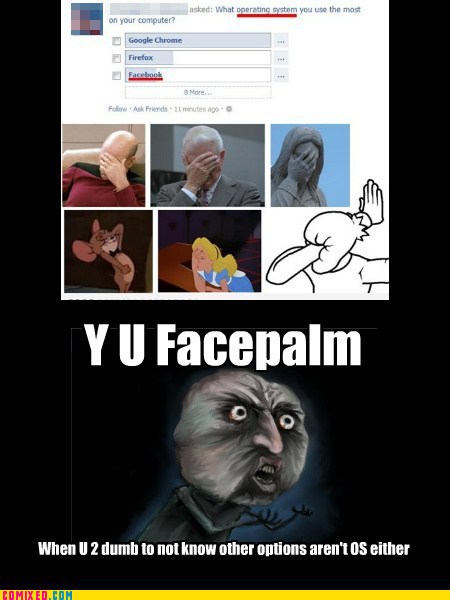 asked: What operating system you use the most
on your computer?
Google Chrome
...
Firefox
...
Facebook
...
8 More...
Follow · Ask Friends · 11 minutes ago ·
Y U Facepalm
When U 2 dumb to not know other options aren't OS either
COMIXED.COM